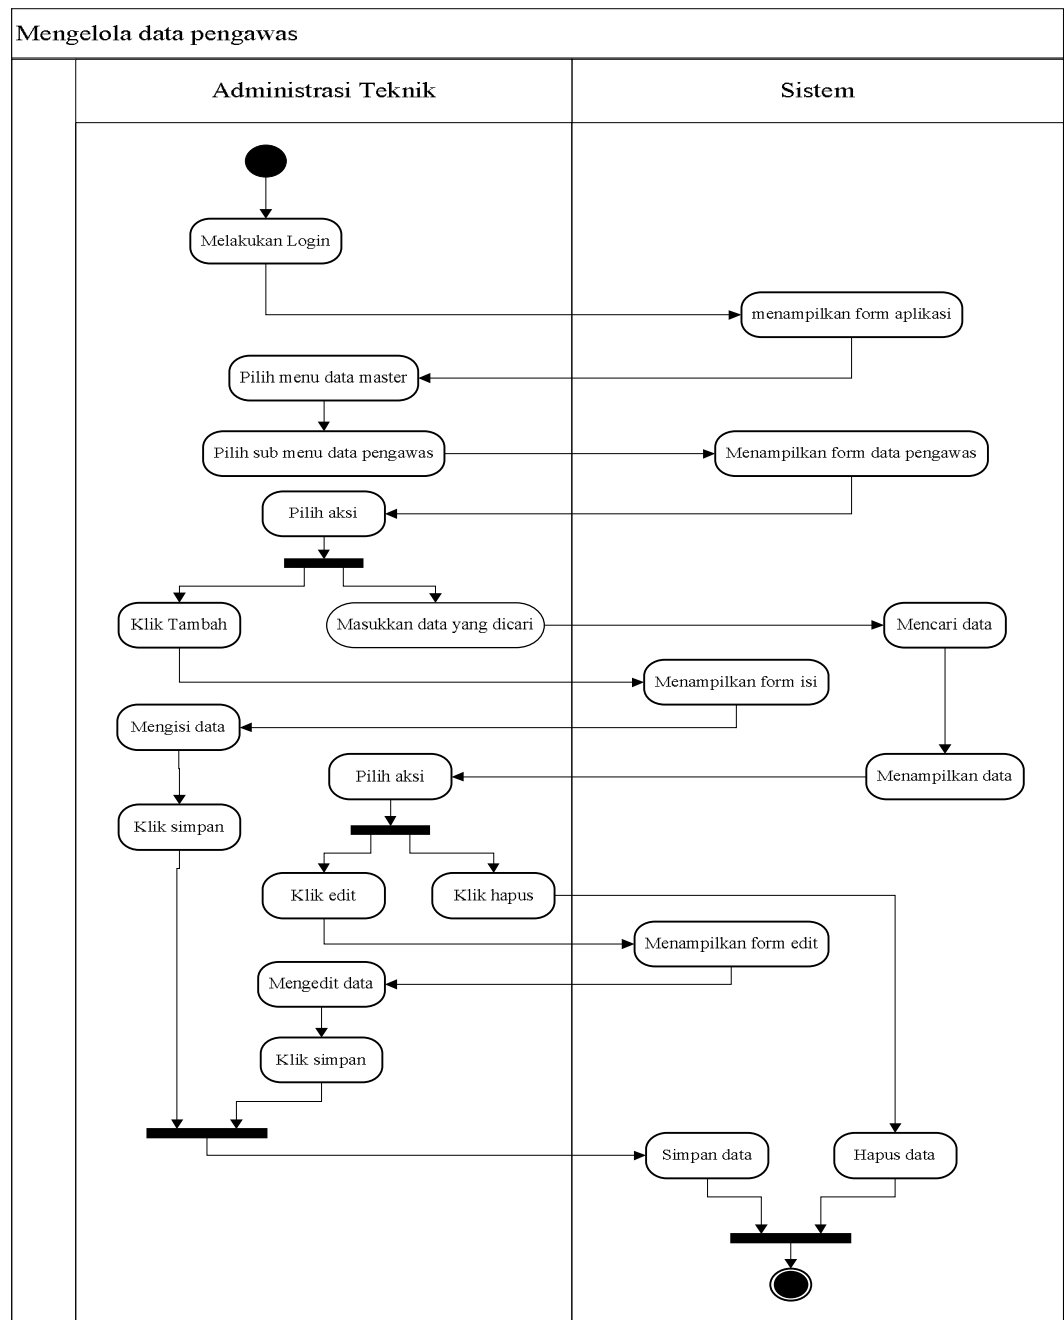 Mengelola data pengawas
Administrasi Teknik
Sistem
Melakukan Login
menampilkan form aplikasi
Pilih menu data master
Pilih sub menu data pengawas
Menampilkan form data pengawas
Pilih aksi
Klik Tambah
Masukkan data yang dicari
Mencari data
Menampilkan form isi
Mengisi data
Pilih aksi
Menampilkan data
Klik simpan
Klik edit
Klik hapus
Menampilkan form edit
Mengedit data
Klik simpan
Simpan data
Hapus data